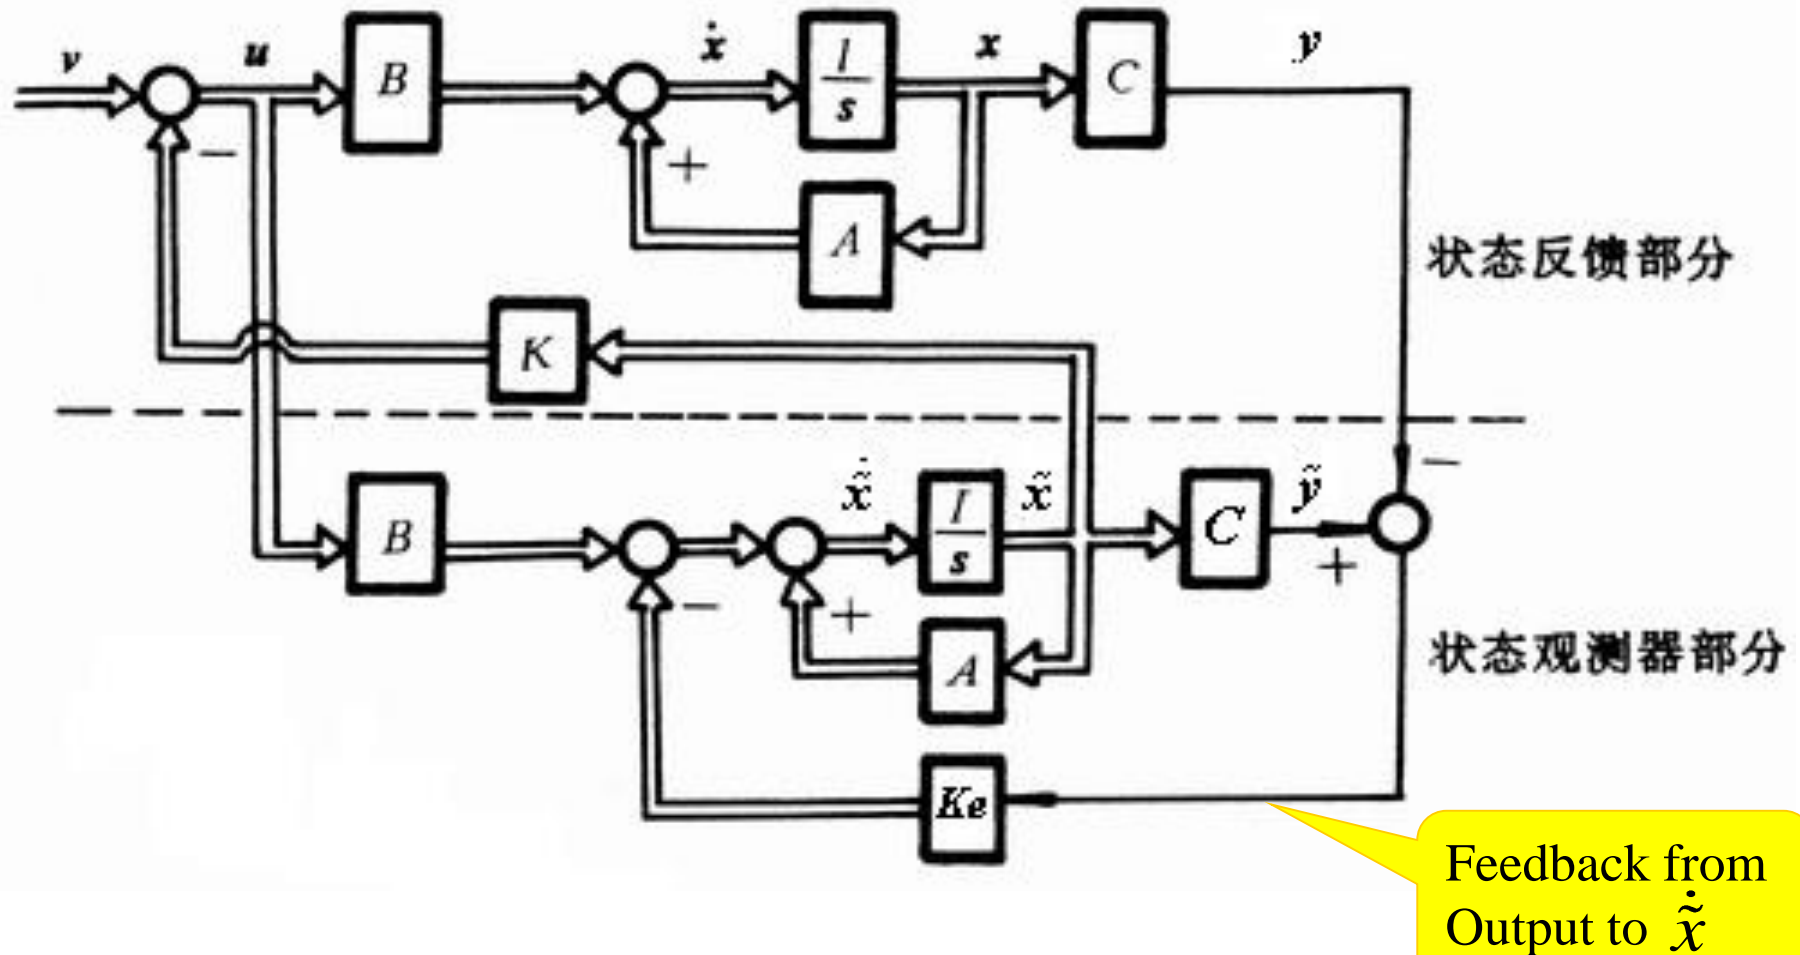 v
u
B
ẋ
l/s
x
C
y
−
+
A
状态反馈部分
K
−
B
x̃̇
I/s
x̃
C
ỹ
+
−
+
A
状态观测器部分
Ke
Feedback from
Output to x̃̇